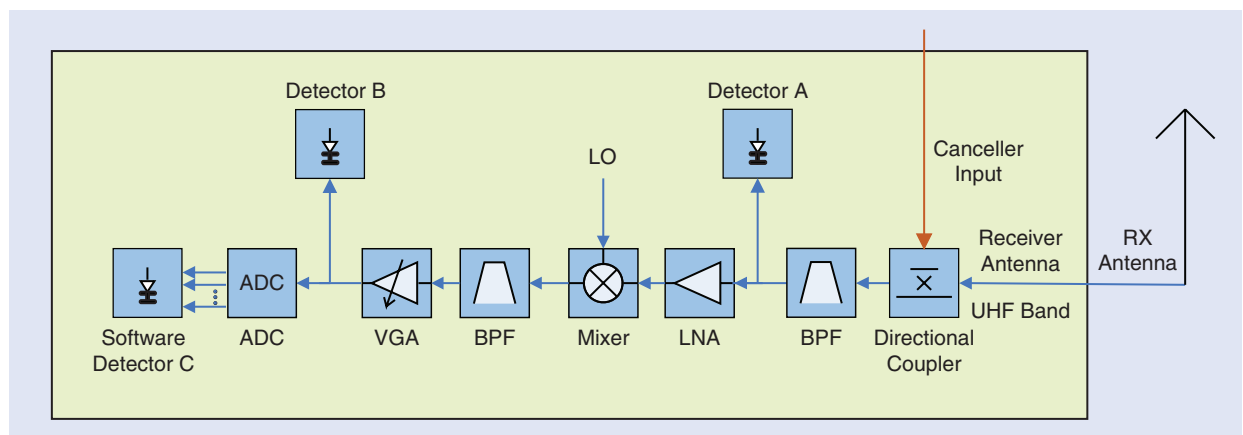 Detector B
Detector A
LO
Canceller
Input
Receiver
Antenna
RX
Antenna
UHF Band
ADC
Software
Detector C
ADC
VGA
BPF
Mixer
LNA
BPF
Directional
Coupler